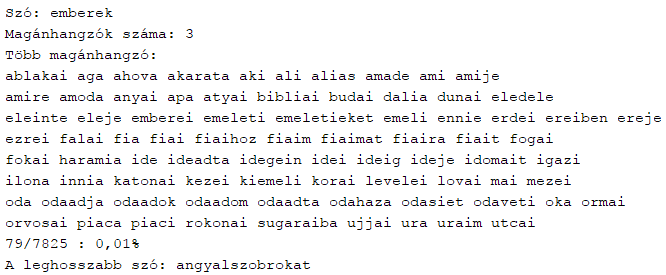 Szó: emberek
Magánhangzók száma: 3
Több magánhangzó:
ablakai aga ahova akarata aki ali alias amade ami amije
amire amoda anyai apa atyai bibliai budai dalia dunai eledele
eleinte eleje emberei emeleti emeletieket emeli ennie erdei ereiben ereje
ezrei falai fia fiai fiaihoz fiaim fiaimat fiaira fiait fogai
fokai haramia ide ideadta idegein idei ideig ideje idomait igazi
ilona innia katonai kezei kiemeli korai levelei lovai mai mezei
oda odaadja odaadok odaadom odaadta odahaza odasiet odaveti oka ormai
orvosai piaca piaci rokonai sugaraiba ujjai ura uraim utcai
79/7825 : 0,01%
A leghosszabb szó: angyalszobrokat